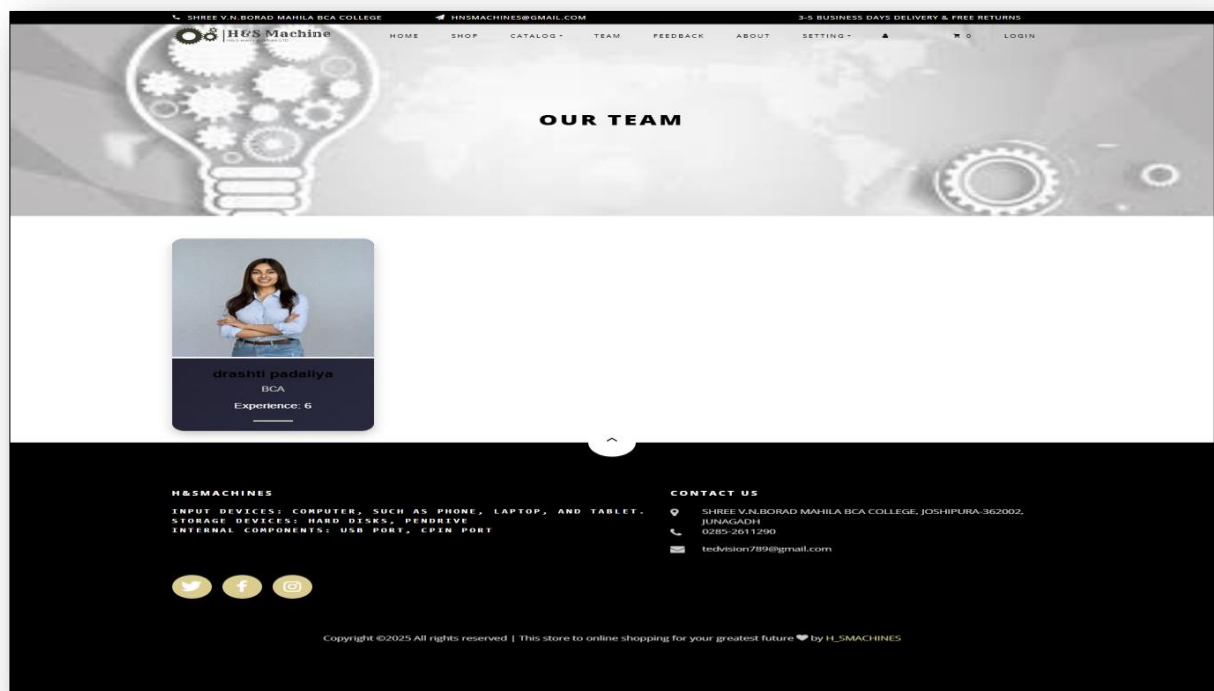 SHREE V.N.BORAD MAHILA BCA COLLEGE HNSMACHINES@GMAIL.COM 3-5 BUSINESS DAYS DELIVERY & FREE RETURNS
H&S Machine
HOME SHOP CATALOG TEAM FEEDBACK ABOUT SETTING 0 LOGIN
OUR TEAM
drashti padaliya
BCA
Experience: 6
H&SMACHINES
INPUT DEVICES: COMPUTER, SUCH AS PHONE, LAPTOP, AND TABLET.
STORAGE DEVICES: HARD DISKS, PENDRIVE
INTERNAL COMPONENTS: USB PORT, CPIN PORT
CONTACT US
SHREE V.N.BORAD MAHILA BCA COLLEGE, JOSHIPURA-362002,
JUNAGADH
0285-2611290
tedvision789@gmail.com
Copyright ©2025 All rights reserved | This store to online shopping for your greatest future ❤ by H_SMACHINES